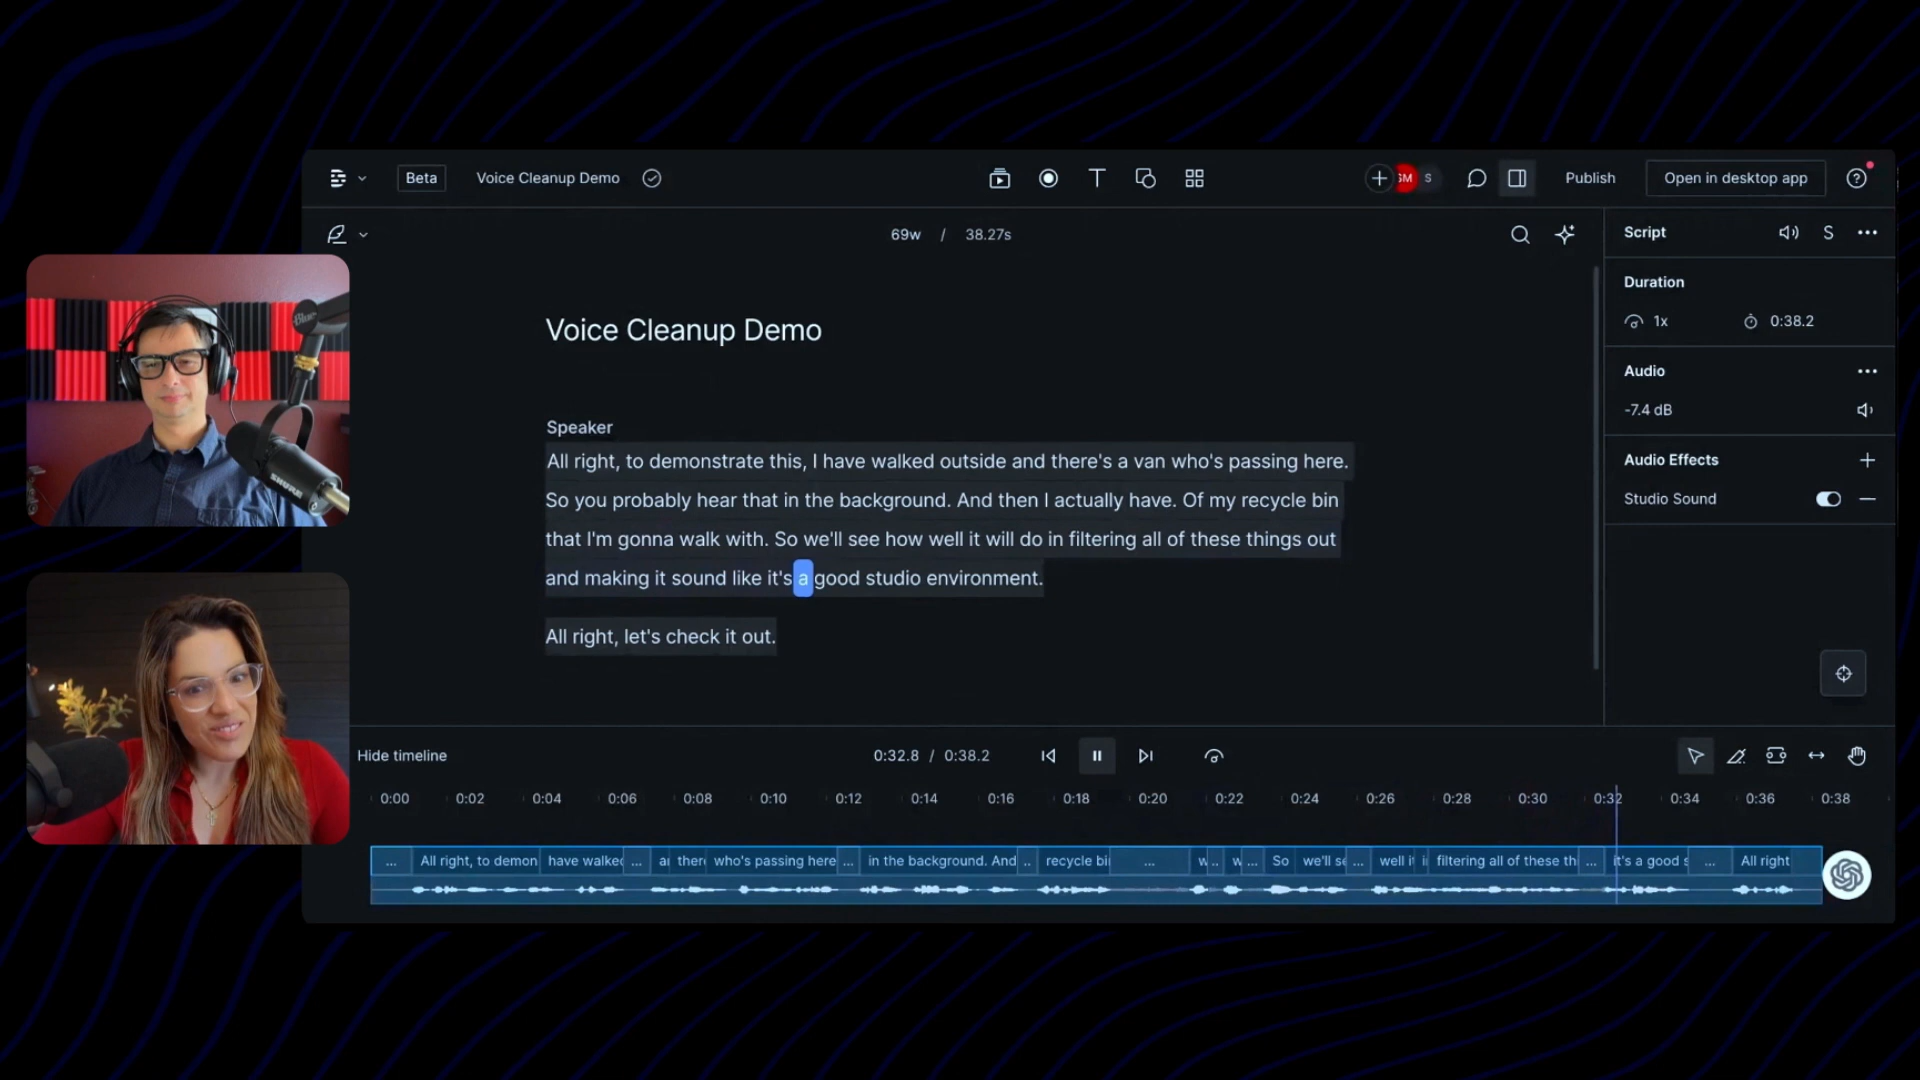 Beta
Voice Cleanup Demo
SM
S
Publish
Open in desktop app
69w / 38.27s
Script
S
Duration
1x
0:38.2
Audio
-7.4 dB
Audio Effects
Studio Sound
Voice Cleanup Demo
Speaker
All right, to demonstrate this, I have walked outside and there's a van who's passing here.
So you probably hear that in the background. And then I actually have. Of my recycle bin
that I'm gonna walk with. So we'll see how well it will do in filtering all of these things out
and making it sound like it's a good studio environment.
All right, let's check it out.
Blue
SHURE
Hide timeline
0:32.8 / 0:38.2
0:00 0:02 0:04 0:06 0:08 0:10 0:12 0:14 0:16 0:18 0:20 0:22 0:24 0:26 0:28 0:30 0:32 0:34 0:36 0:38
... All right, to demon have walked ... ther who's passing here ... in the background. And .. recycle bi ... w .. w ... So we'll se ... well i filtering all of these th ... it's a good s ... All right